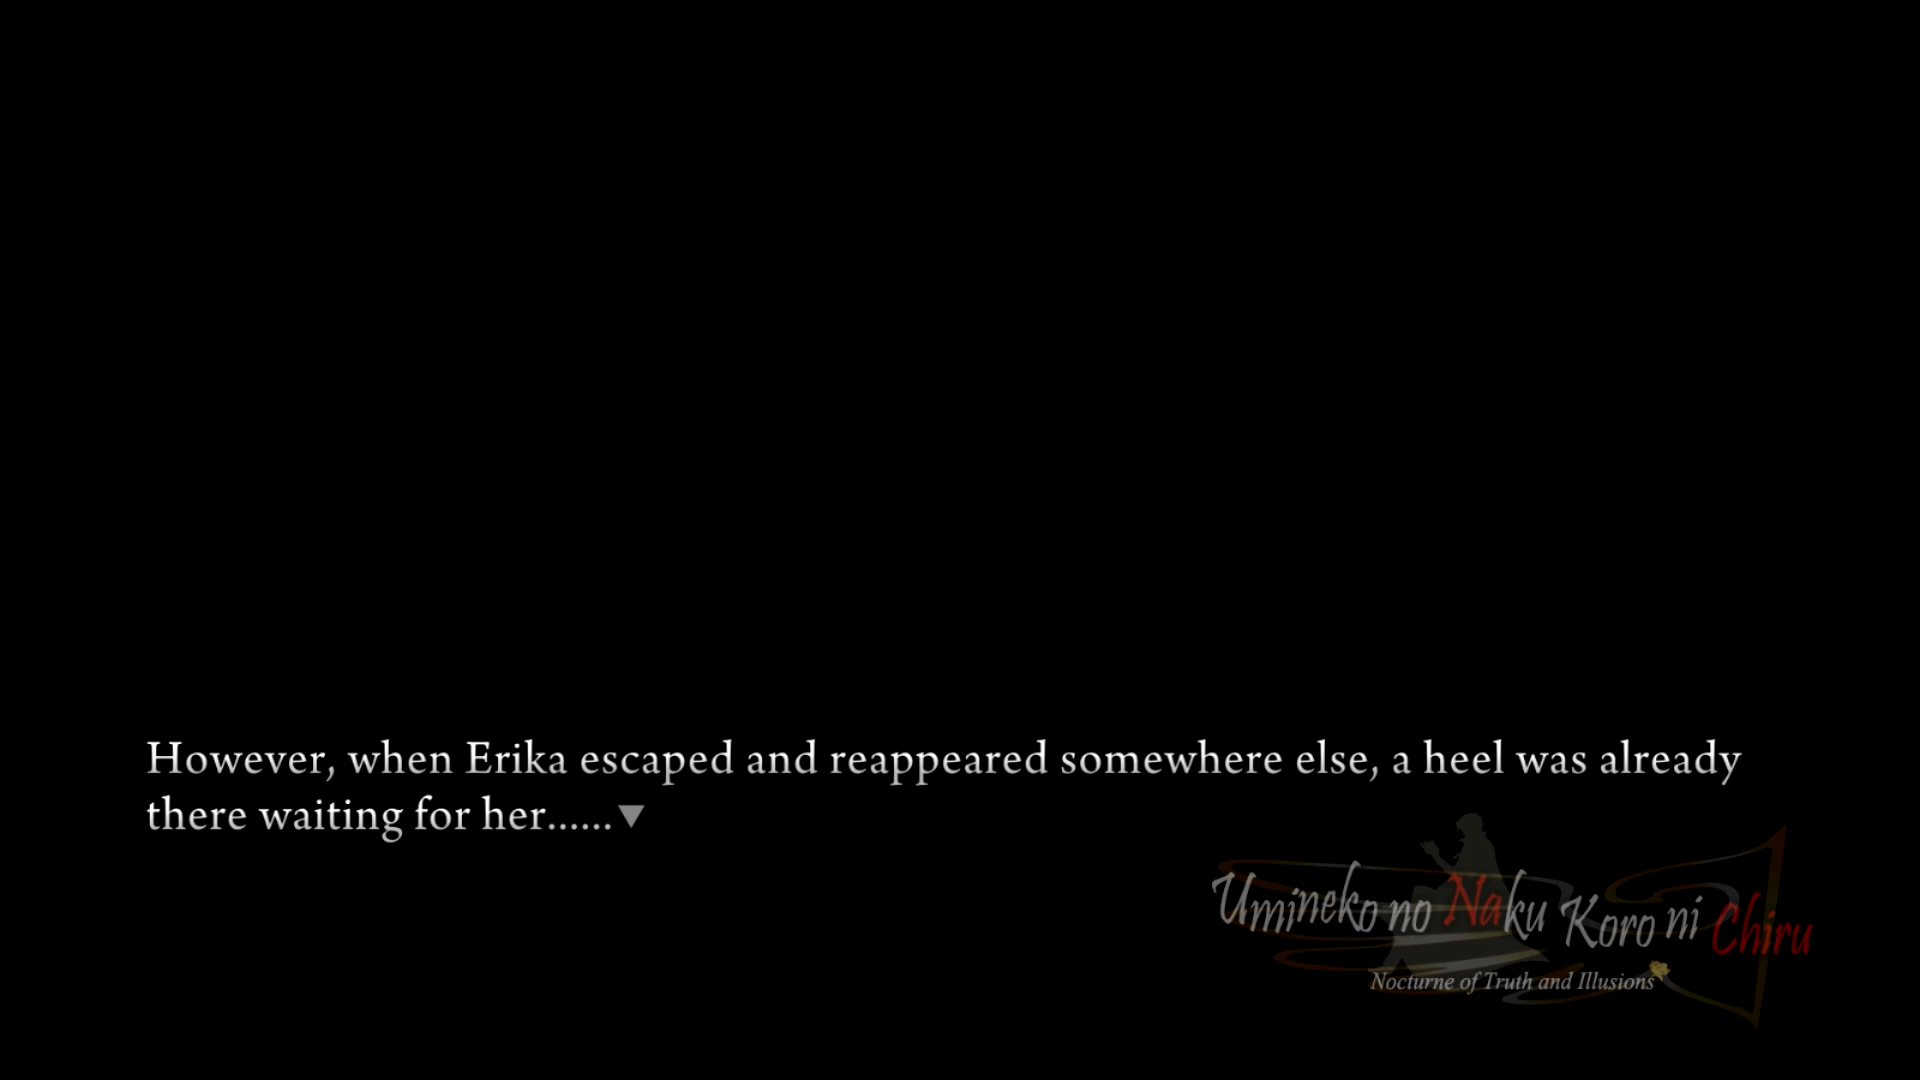 However, when Erika escaped and reappeared somewhere else, a heel was already
there waiting for her......
Umineko no Naku Koro ni Chiru
Nocturne of Truth and Illusions